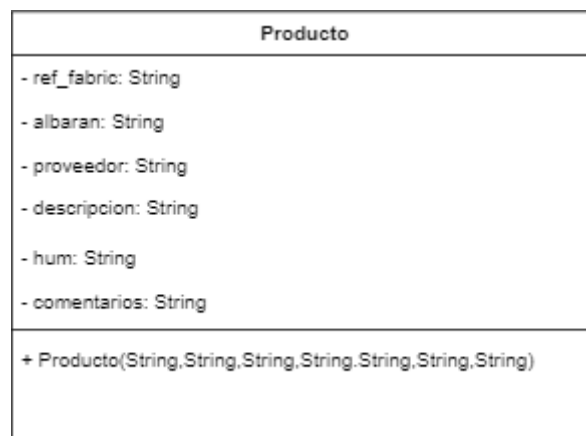 Producto
- ref_fabric: String
- albaran: String
- proveedor: String
- descripcion: String
- hum: String
- comentarios: String
+ Producto(String,String,String,String.String,String,String)